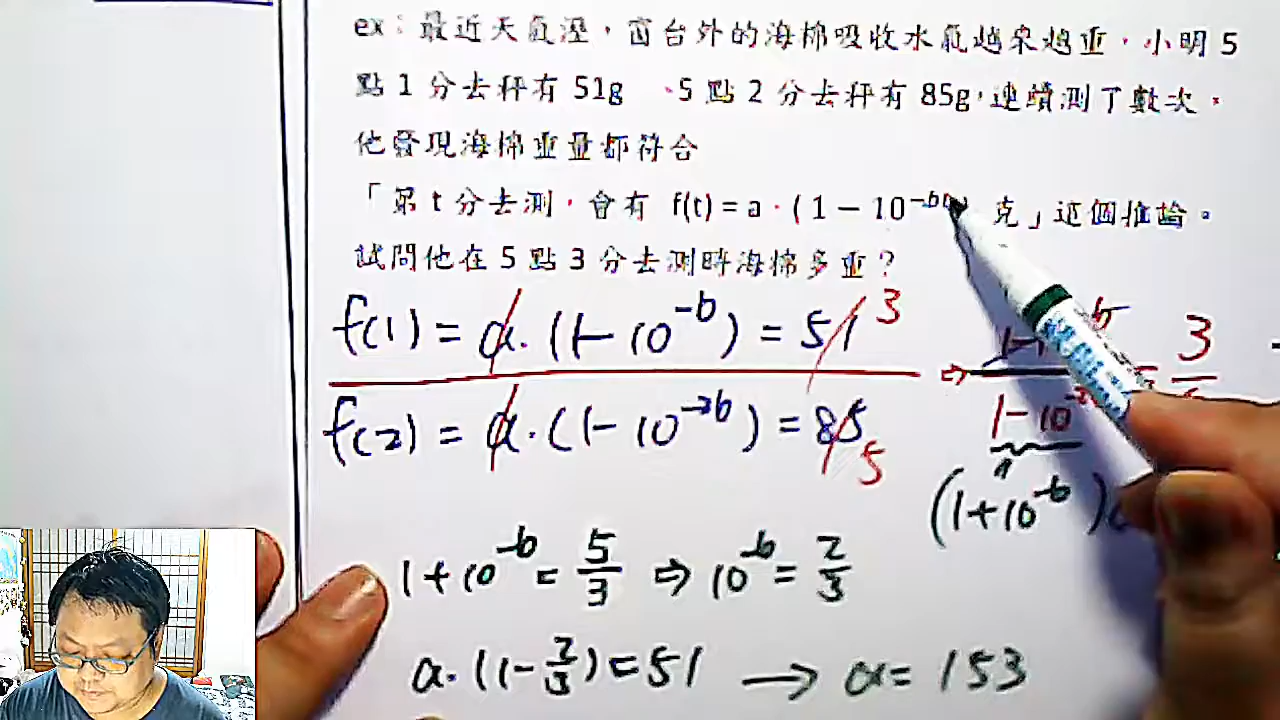 ex：最近天氣溼，窗台外的海棉吸收水氣越來越重，小明 5
點 1 分去秤有 51g 、5 點 2 分去秤有 85g，連續測了數次，
他發現海棉重量都符合
「第 t 分去測，會有 f(t) = a · ( 1 − 10^{−bt}) 克」這個推論。
試問他在 5 點 3 分去測時海棉多重？
f(1) = a · (1−10^{−b}) = 51 3
f(2) = a · (1−10^{−2b}) = 85 5
⇒ 3
1−10
(1+10^{−b})
1+10^{−b} = 5/3 ⇒ 10^{−b} = 2/3
a · (1−2/3) = 51 → a = 153